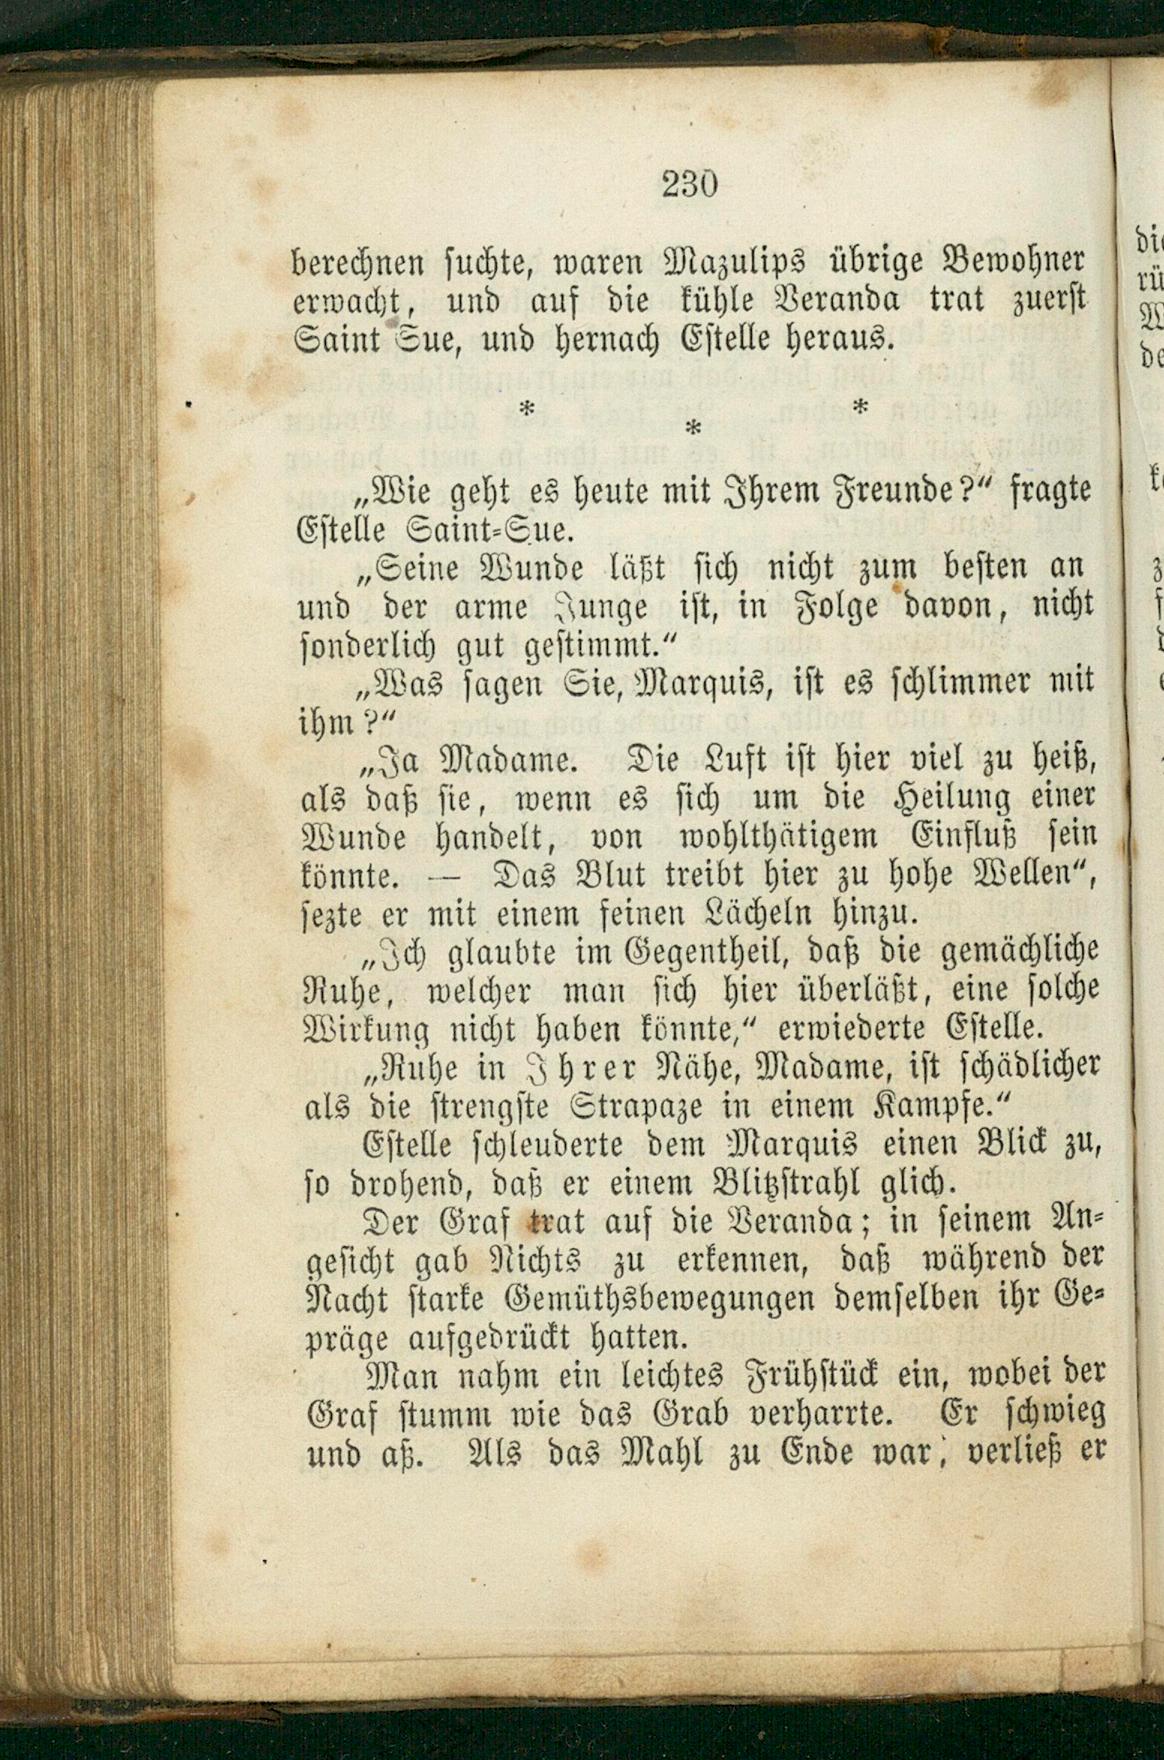 230
berechnen suchte, waren Mazulips übrige Bewohner
erwacht, und auf die kühle Veranda trat zuerst
Saint Sue, und hernach Estelle heraus.
* *
*
„Wie geht es heute mit Ihrem Freunde?“ fragte
Estelle Saint-Sue.
„Seine Wunde läßt sich nicht zum besten an
und der arme Junge ist, in Folge davon, nicht
sonderlich gut gestimmt.“
„Was sagen Sie, Marquis, ist es schlimmer mit
ihm?“
„Ja Madame. Die Luft ist hier viel zu heiß,
als daß sie, wenn es sich um die Heilung einer
Wunde handelt, von wohlthätigem Einfluß sein
könnte. — Das Blut treibt hier zu hohe Wellen“,
sezte er mit einem feinen Lächeln hinzu.
„Ich glaubte im Gegentheil, daß die gemächliche
Ruhe, welcher man sich hier überläßt, eine solche
Wirkung nicht haben könnte,“ erwiederte Estelle.
„Ruhe in Ihrer Nähe, Madame, ist schädlicher
als die strengste Strapaze in einem Kampfe.“
Estelle schleuderte dem Marquis einen Blick zu,
so drohend, daß er einem Blitzstrahl glich.
Der Graf trat auf die Veranda; in seinem An-
gesicht gab Nichts zu erkennen, daß während der
Nacht starke Gemüthsbewegungen demselben ihr Ge-
präge aufgedrückt hatten.
Man nahm ein leichtes Frühstück ein, wobei der
Graf stumm wie das Grab verharrte. Er schwieg
und aß. Als das Mahl zu Ende war, verließ er